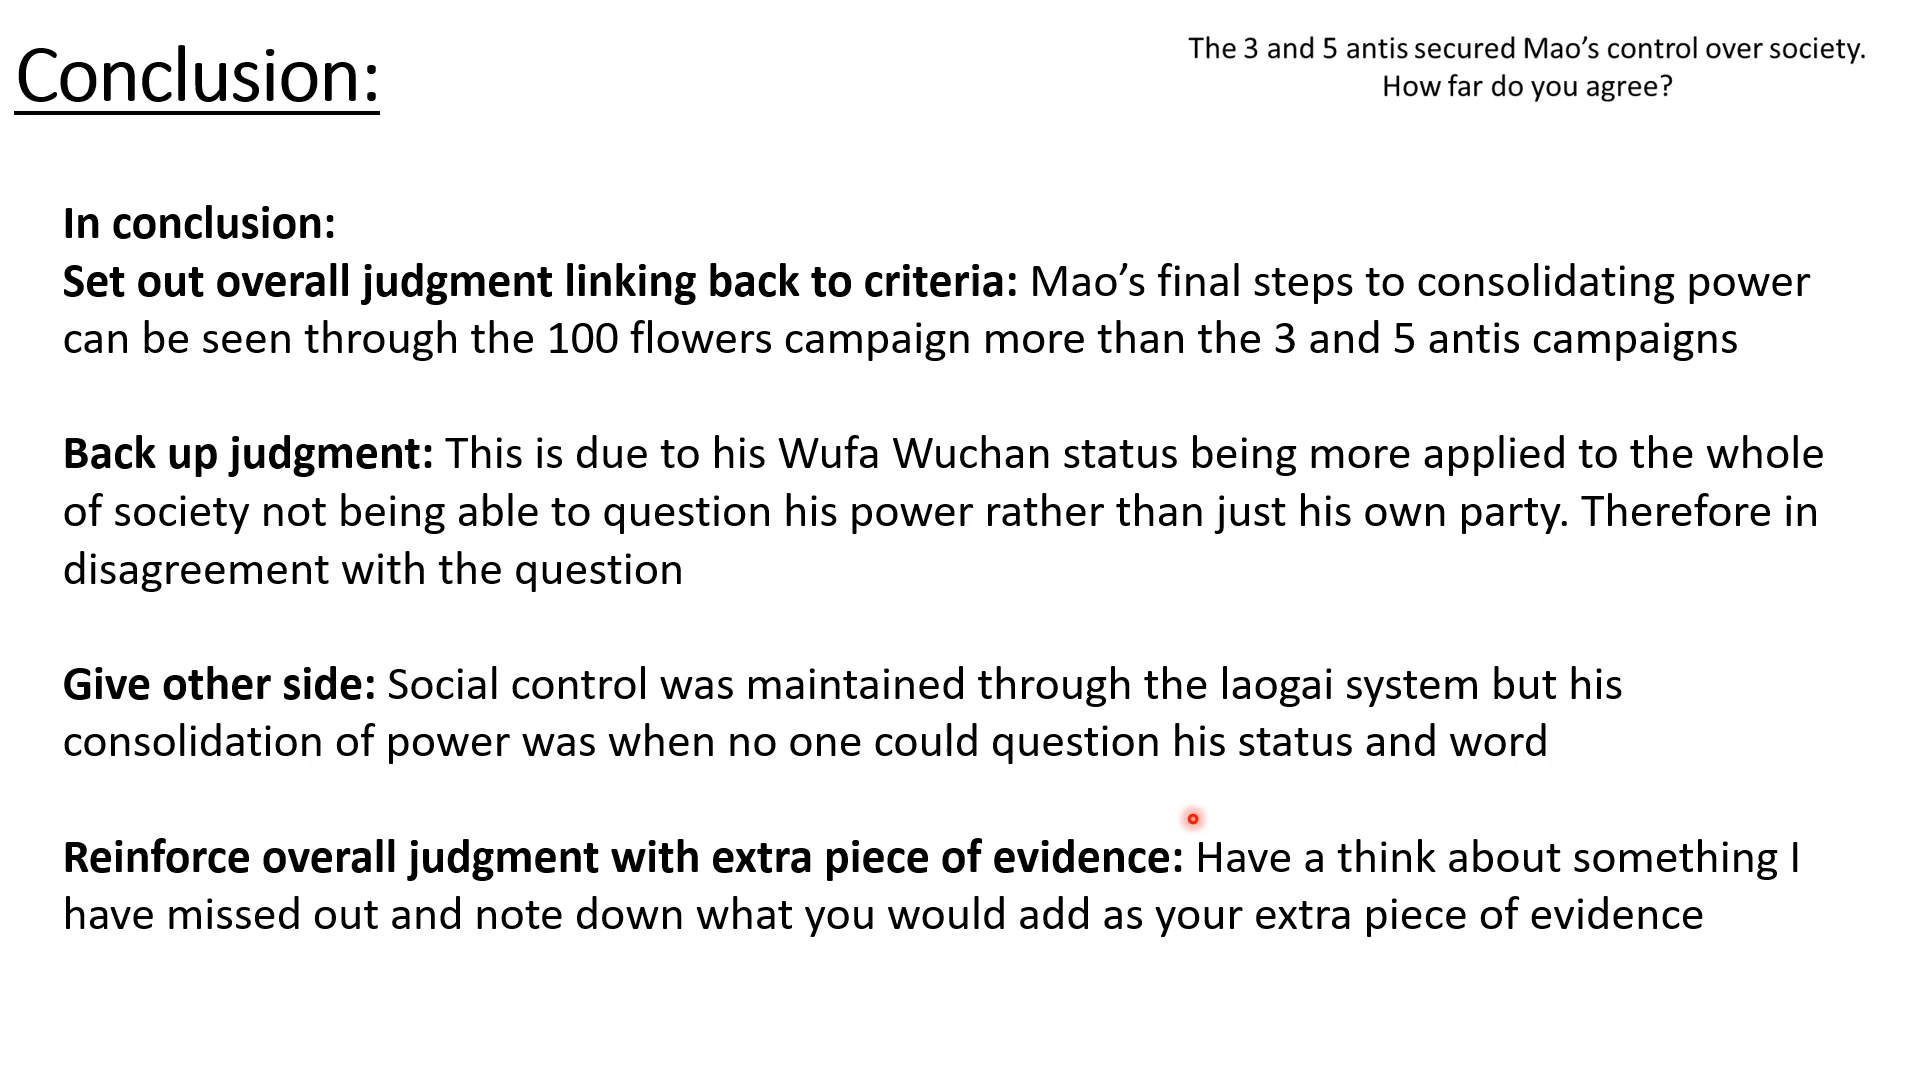 Conclusion:
The 3 and 5 antis secured Mao’s control over society.
How far do you agree?
In conclusion:
Set out overall judgment linking back to criteria: Mao’s final steps to consolidating power
can be seen through the 100 flowers campaign more than the 3 and 5 antis campaigns
Back up judgment: This is due to his Wufa Wuchan status being more applied to the whole
of society not being able to question his power rather than just his own party. Therefore in
disagreement with the question
Give other side: Social control was maintained through the laogai system but his
consolidation of power was when no one could question his status and word
Reinforce overall judgment with extra piece of evidence: Have a think about something I
have missed out and note down what you would add as your extra piece of evidence